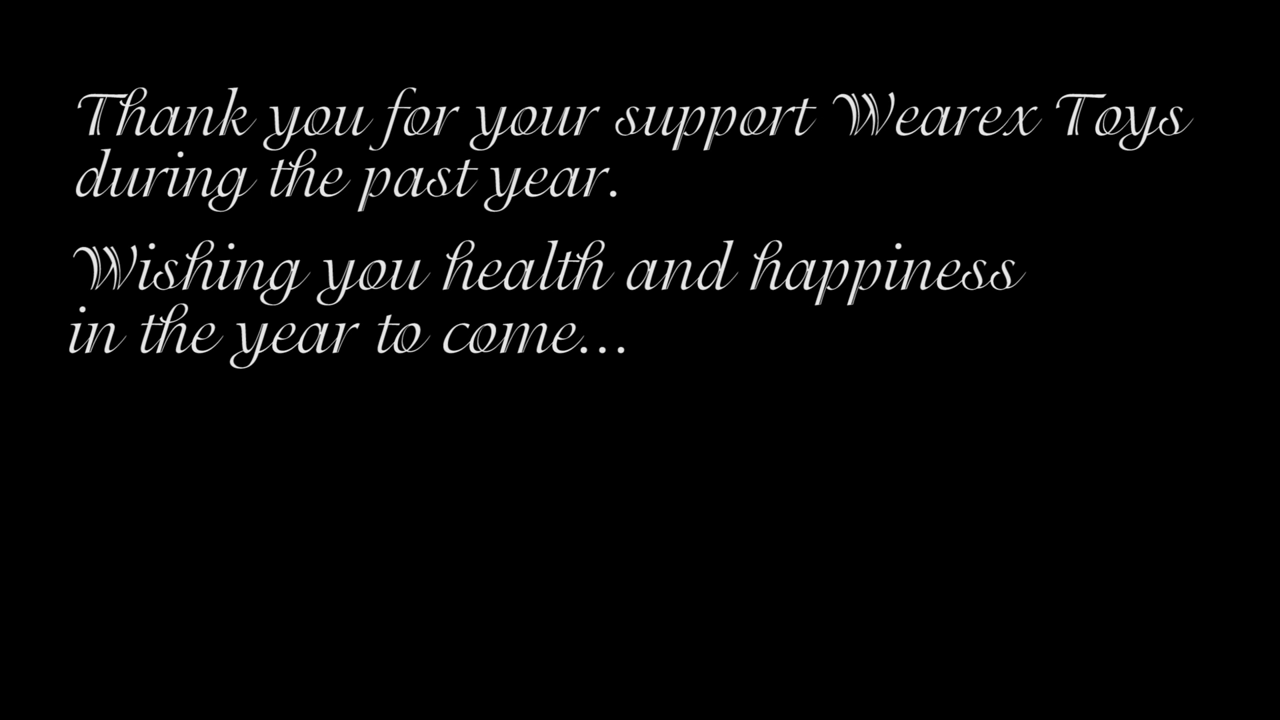 Thank you for your support Wearex Toys
during the past year.
Wishing you health and happiness
in the year to come...